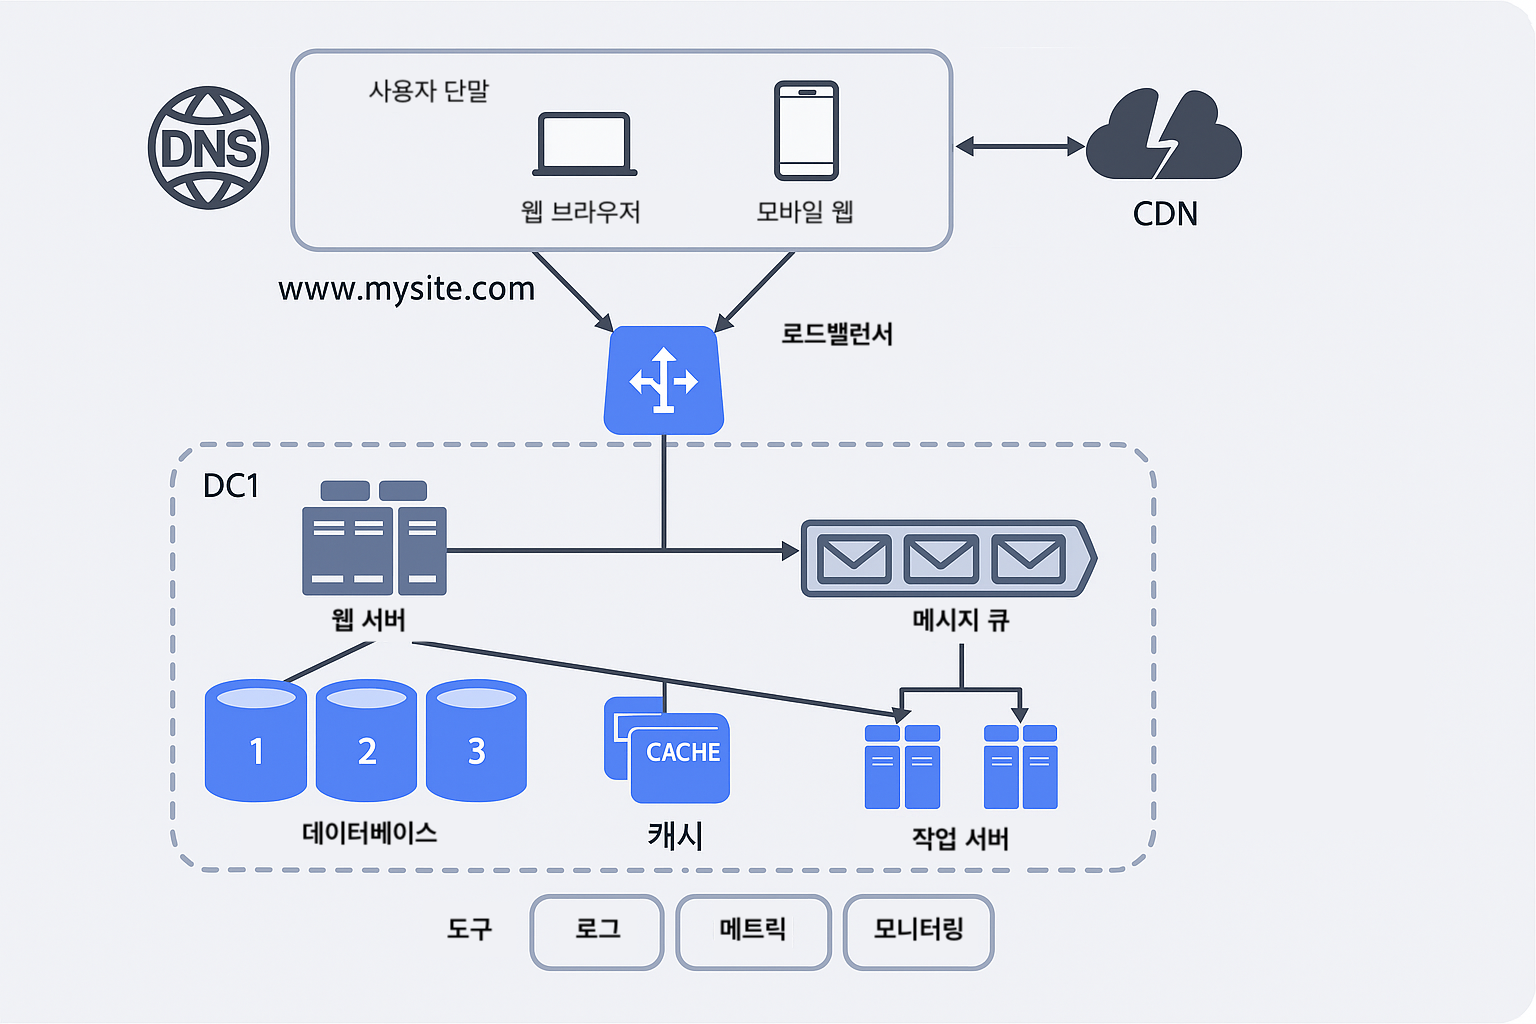 사용자 단말
DNS
웹 브라우저
모바일 웹
CDN
www.mysite.com
로드밸런서
DC1
웹 서버
메시지 큐
1
2
3
CACHE
데이터베이스
캐시
작업 서버
도구
로그
메트릭
모니터링